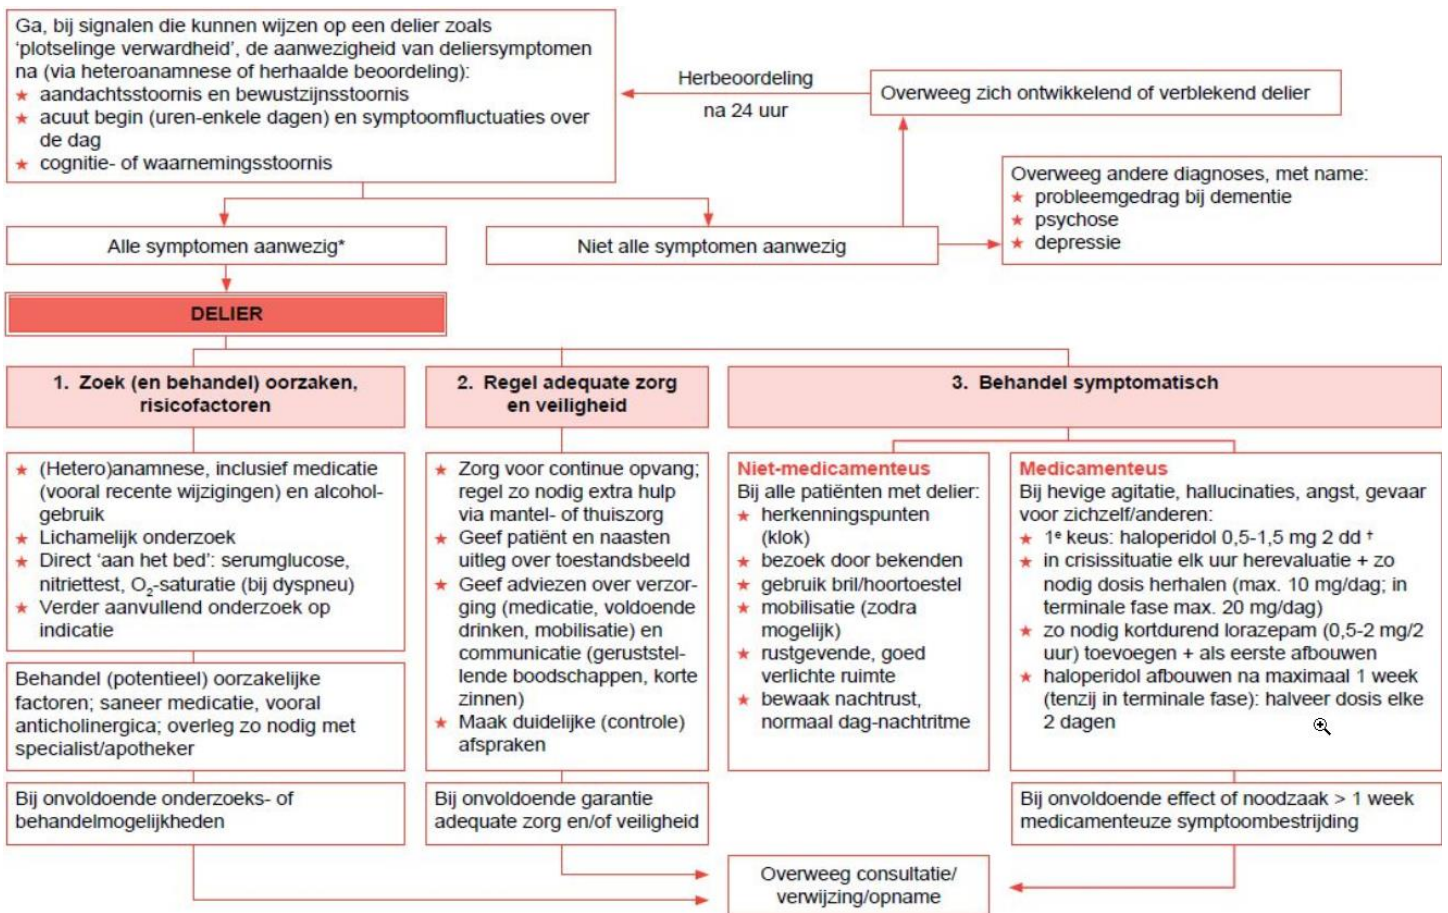 Ga, bij signalen die kunnen wijzen op een delier zoals
‘plotselinge verwardheid’, de aanwezigheid van deliersymptomen
na (via heteroanamnese of herhaalde beoordeling):
★ aandachtsstoornis en bewustzijnsstoornis
★ acuut begin (uren-enkele dagen) en symptoomfluctuaties over
de dag
★ cognitie- of waarnemingsstoornis
Herbeoordeling
na 24 uur
Overweeg zich ontwikkelend of verblekend delier
Overweeg andere diagnoses, met name:
★ probleemgedrag bij dementie
★ psychose
★ depressie
Alle symptomen aanwezig*
Niet alle symptomen aanwezig
DELIER
1. Zoek (en behandel) oorzaken,
risicofactoren
2. Regel adequate zorg
en veiligheid
3. Behandel symptomatisch
★ (Hetero)anamnese, inclusief medicatie
(vooral recente wijzigingen) en alcohol-
gebruik
★ Lichamelijk onderzoek
★ Direct ‘aan het bed’: serumglucose,
nitriettest, O₂-saturatie (bij dyspneu)
★ Verder aanvullend onderzoek op
indicatie
Behandel (potentieel) oorzakelijke
factoren; saneer medicatie, vooral
anticholinergica; overleg zo nodig met
specialist/apotheker
Bij onvoldoende onderzoeks- of
behandelmogelijkheden
★ Zorg voor continue opvang;
regel zo nodig extra hulp
via mantel- of thuiszorg
★ Geef patiënt en naasten
uitleg over toestandsbeeld
★ Geef adviezen over verzor-
ging (medicatie, voldoende
drinken, mobilisatie) en
communicatie (geruststel-
lende boodschappen, korte
zinnen)
★ Maak duidelijke (controle)
afspraken
Bij onvoldoende garantie
adequate zorg en/of veiligheid
Niet-medicamenteus
Bij alle patiënten met delier:
★ herkenningspunten
(klok)
★ bezoek door bekenden
★ gebruik bril/hoortoestel
★ mobilisatie (zodra
mogelijk)
★ rustgevende, goed
verlichte ruimte
★ bewaak nachtrust,
normaal dag-nachtritme
Medicamenteus
Bij hevige agitatie, hallucinaties, angst, gevaar
voor zichzelf/anderen:
★ 1ᵉ keus: haloperidol 0,5-1,5 mg 2 dd †
★ in crisissituatie elk uur herevaluatie + zo
nodig dosis herhalen (max. 10 mg/dag; in
terminale fase max. 20 mg/dag)
★ zo nodig kortdurend lorazepam (0,5-2 mg/2
uur) toevoegen + als eerste afbouwen
★ haloperidol afbouwen na maximaal 1 week
(tenzij in terminale fase): halveer dosis elke
2 dagen
Bij onvoldoende effect of noodzaak > 1 week
medicamenteuze symptoombestrijding
Overweeg consultatie/
verwijzing/opname